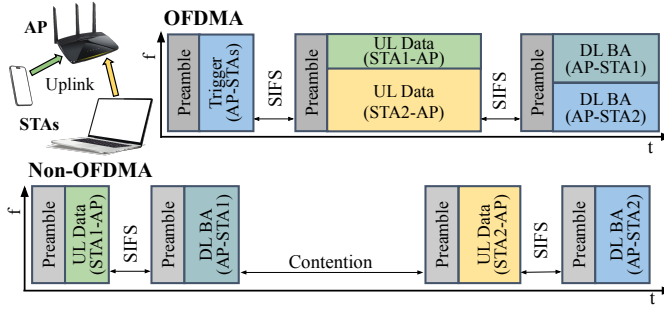 AP
Uplink
STAs
OFDMA
f
Preamble
Trigger
(AP-STAs)
SIFS
Preamble
UL Data
(STA1-AP)
UL Data
(STA2-AP)
SIFS
Preamble
DL BA
(AP-STA1)
DL BA
(AP-STA2)
t
Non-OFDMA
f
Preamble
UL Data
(STA1-AP)
SIFS
Preamble
DL BA
(AP-STA1)
Contention
Preamble
UL Data
(STA2-AP)
SIFS
Preamble
DL BA
(AP-STA2)
t